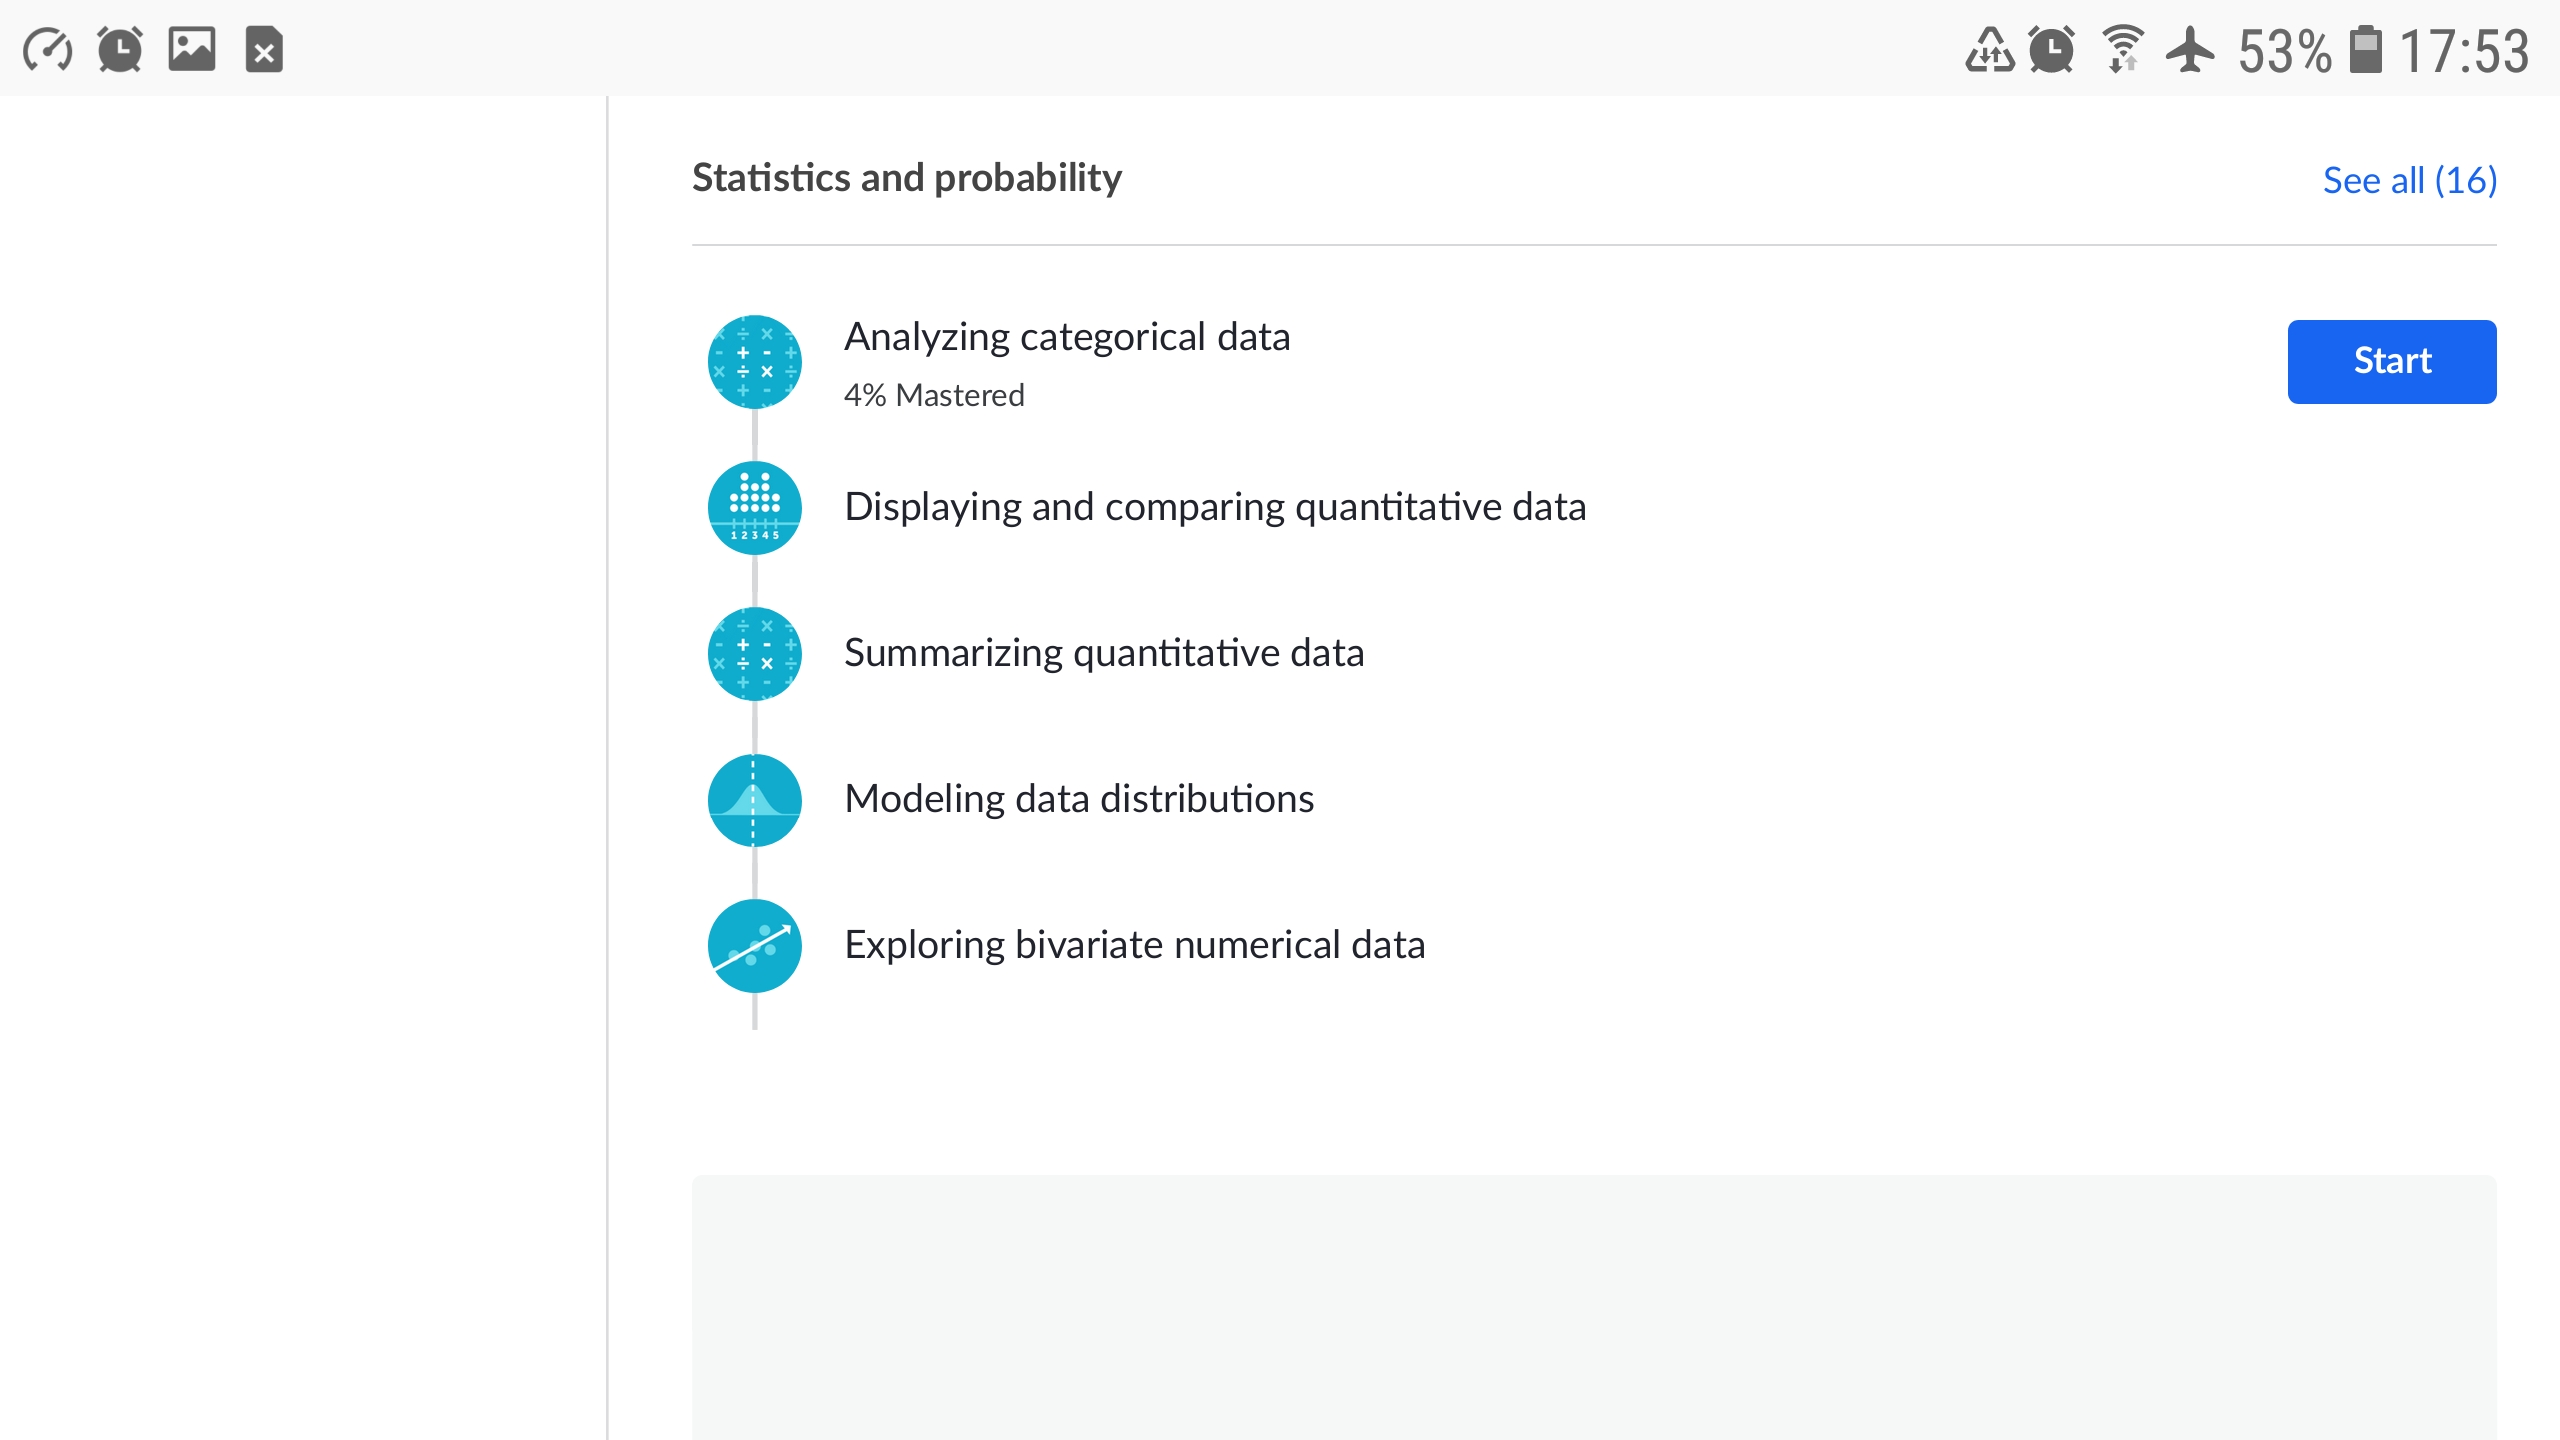 53% 17:53
Statistics and probability
See all (16)
Analyzing categorical data
4% Mastered
Start
1 2 3 4 5
Displaying and comparing quantitative data
Summarizing quantitative data
Modeling data distributions
Exploring bivariate numerical data